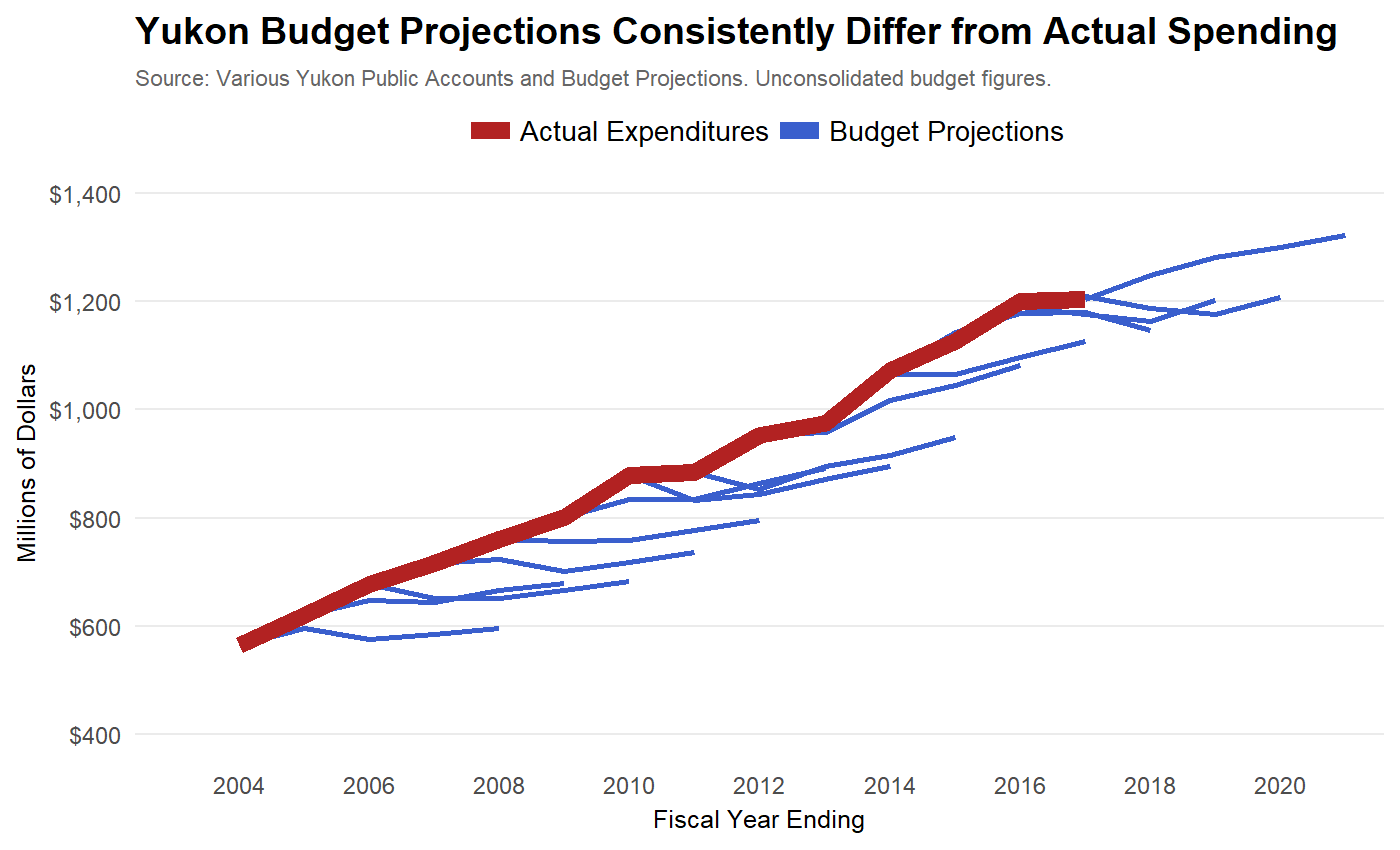 Yukon Budget Projections Consistently Differ from Actual Spending
Source: Various Yukon Public Accounts and Budget Projections. Unconsolidated budget figures.
Actual Expenditures Budget Projections
$1,400
$1,200
$1,000
$800
$600
$400
Millions of Dollars
2004 2006 2008 2010 2012 2014 2016 2018 2020
Fiscal Year Ending